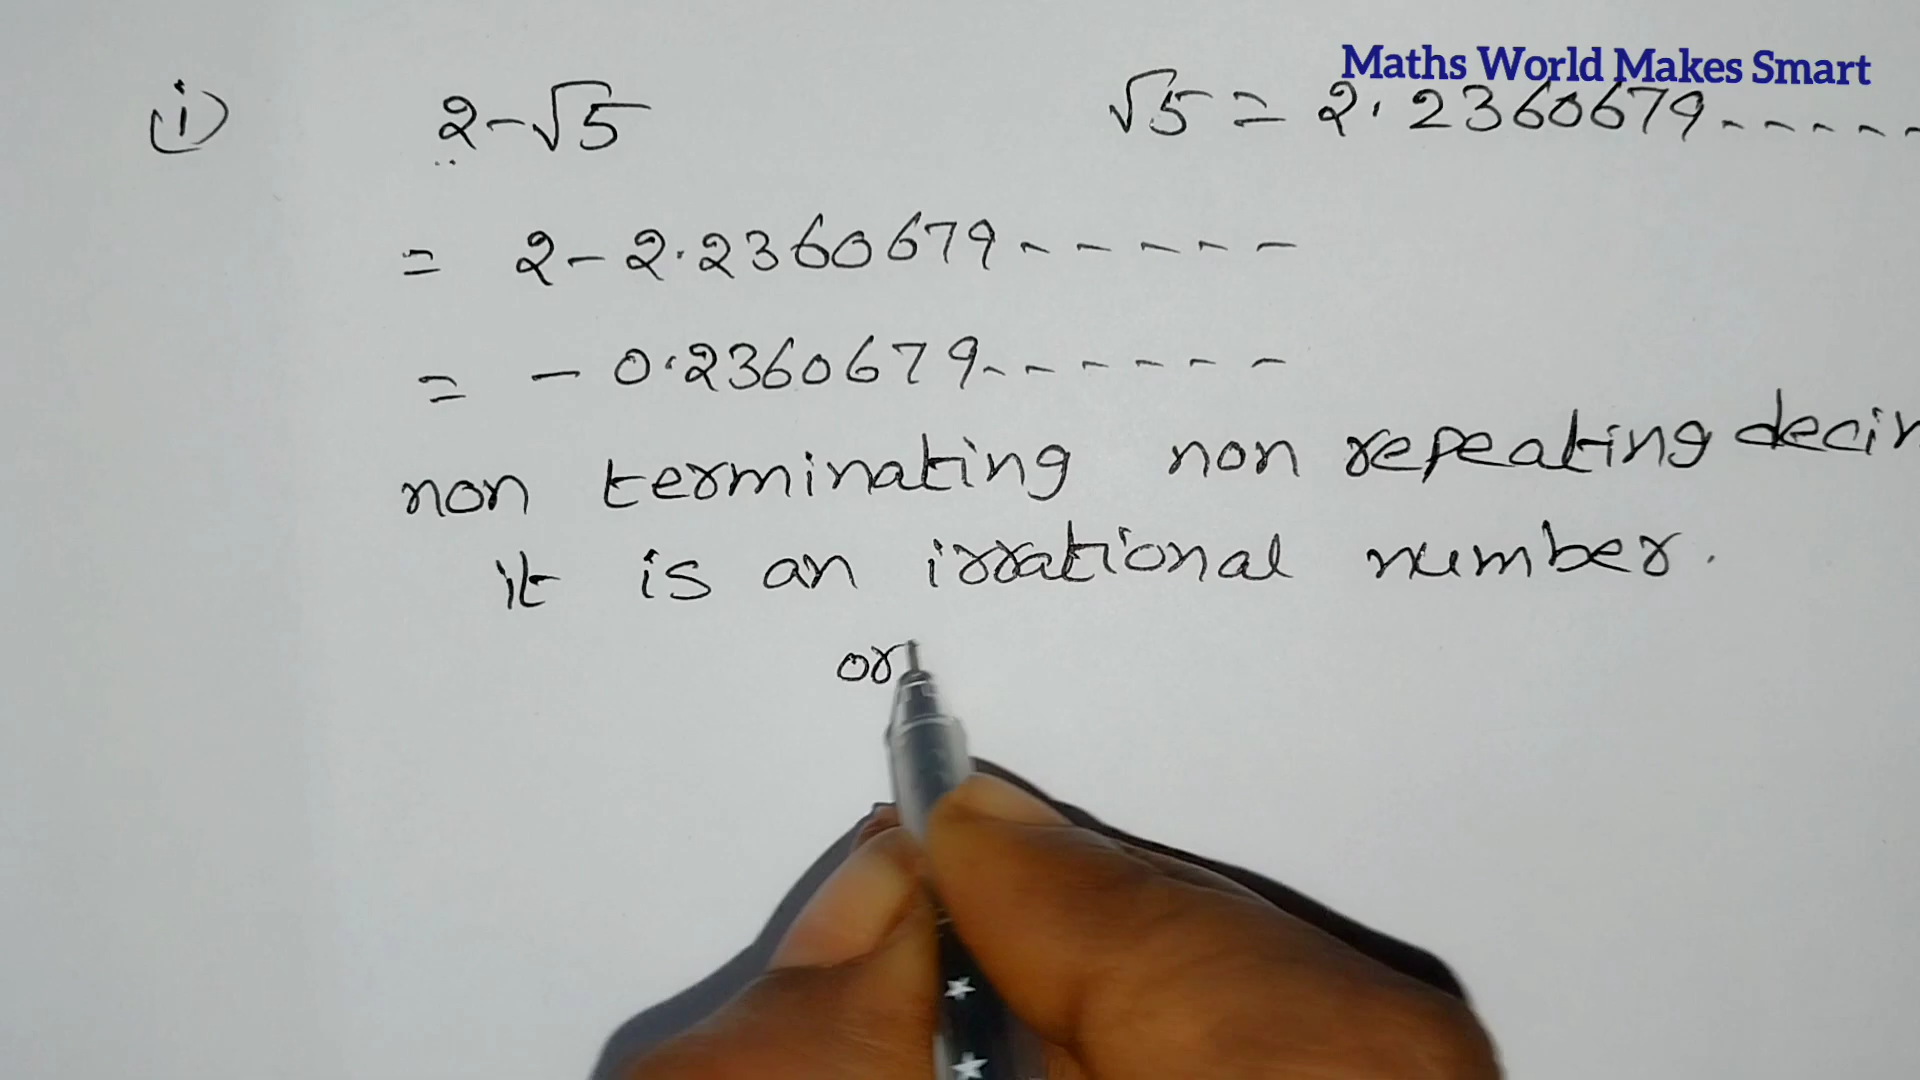 Maths World Makes Smart
(i) 2-√5 √5 = 2.2360679-----
= 2-2.2360679-----
= -0.2360679------
non terminating non repeating decim
it is an irrational number.
or